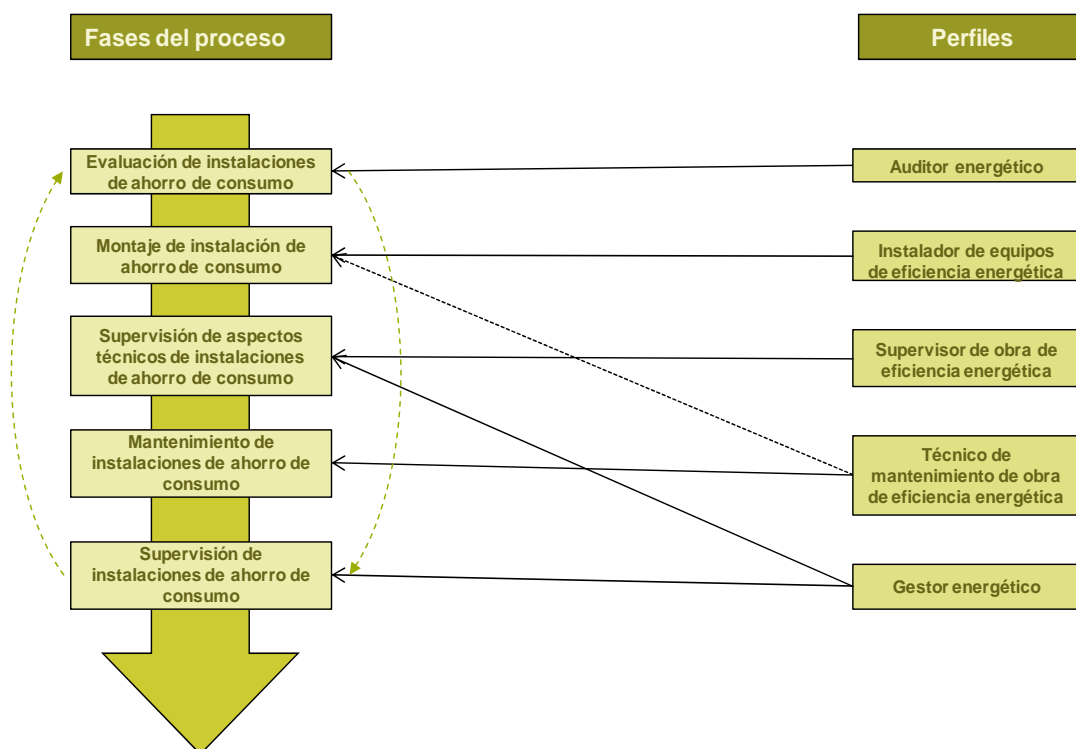 Fases del proceso
Perfiles
Evaluación de instalaciones
de ahorro de consumo
Auditor energético
Montaje de instalación de
ahorro de consumo
Instalador de equipos
de eficiencia energética
Supervisión de aspectos
técnicos de instalaciones
de ahorro de consumo
Supervisor de obra de
eficiencia energética
Mantenimiento de
instalaciones de ahorro de
consumo
Técnico de
mantenimiento de obra
de eficiencia energética
Supervisión de
instalaciones de ahorro de
consumo
Gestor energético